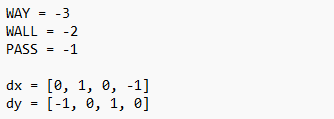 WAY = -3
WALL = -2
PASS = -1
dx = [0, 1, 0, -1]
dy = [-1, 0, 1, 0]